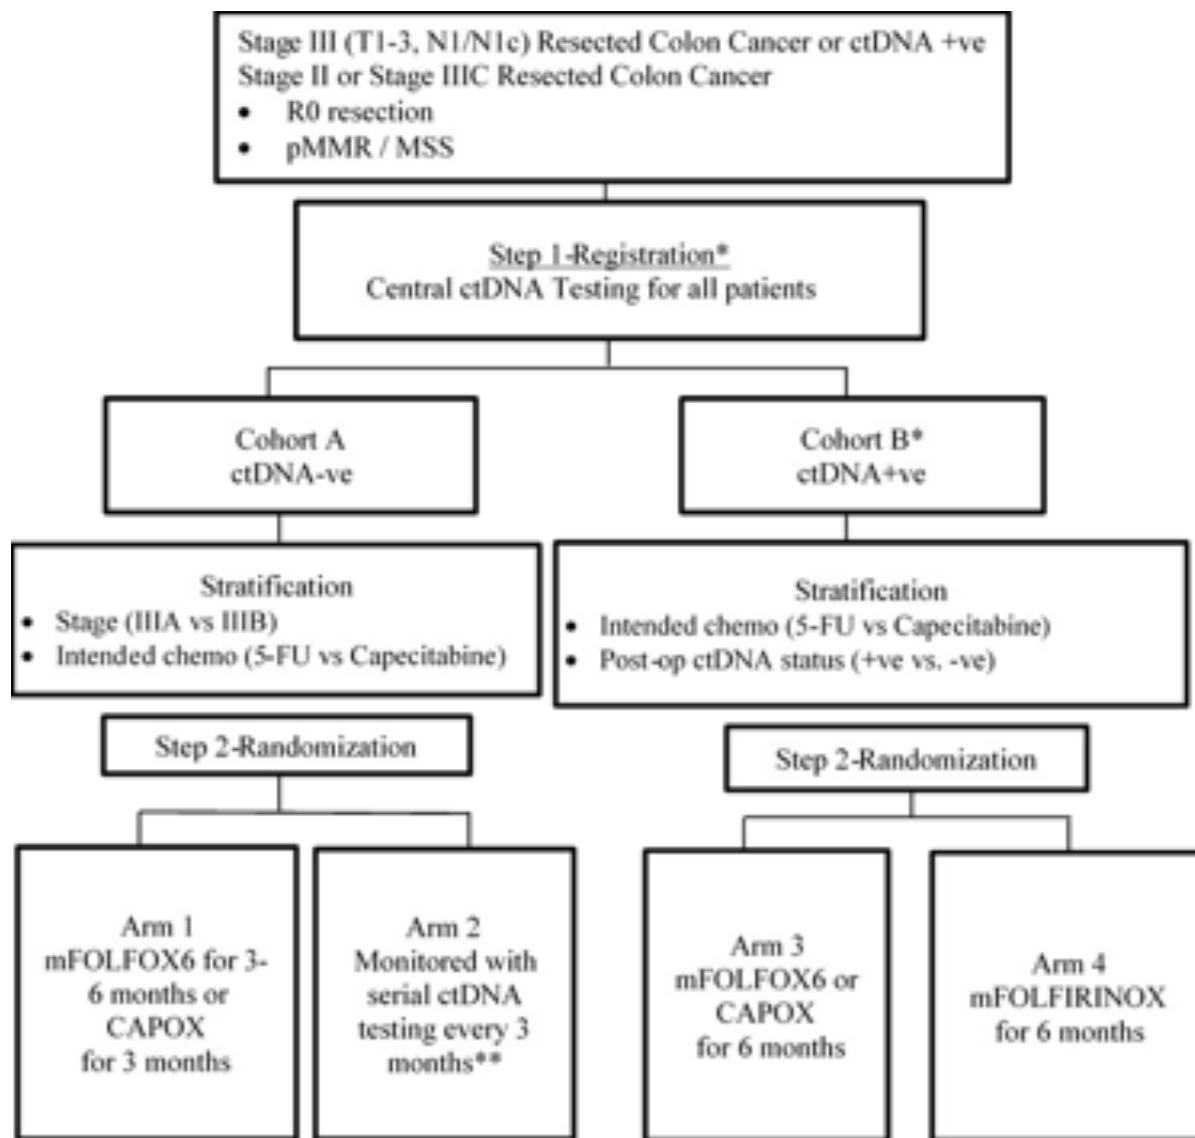 Stage III (T1-3, N1/N1c) Resected Colon Cancer or ctDNA +ve
Stage II or Stage IIIC Resected Colon Cancer
• R0 resection
• pMMR / MSS
Step 1-Registration*
Central ctDNA Testing for all patients
Cohort A
ctDNA-ve
Cohort B*
ctDNA+ve
Stratification
• Stage (IIIA vs IIIB)
• Intended chemo (5-FU vs Capecitabine)
Stratification
• Intended chemo (5-FU vs Capecitabine)
• Post-op ctDNA status (+ve vs. -ve)
Step 2-Randomization
Step 2-Randomization
Arm 1
mFOLFOX6 for 3-
6 months or
CAPOX
for 3 months
Arm 2
Monitored with
serial ctDNA
testing every 3
months**
Arm 3
mFOLFOX6 or
CAPOX
for 6 months
Arm 4
mFOLFIRINOX
for 6 months